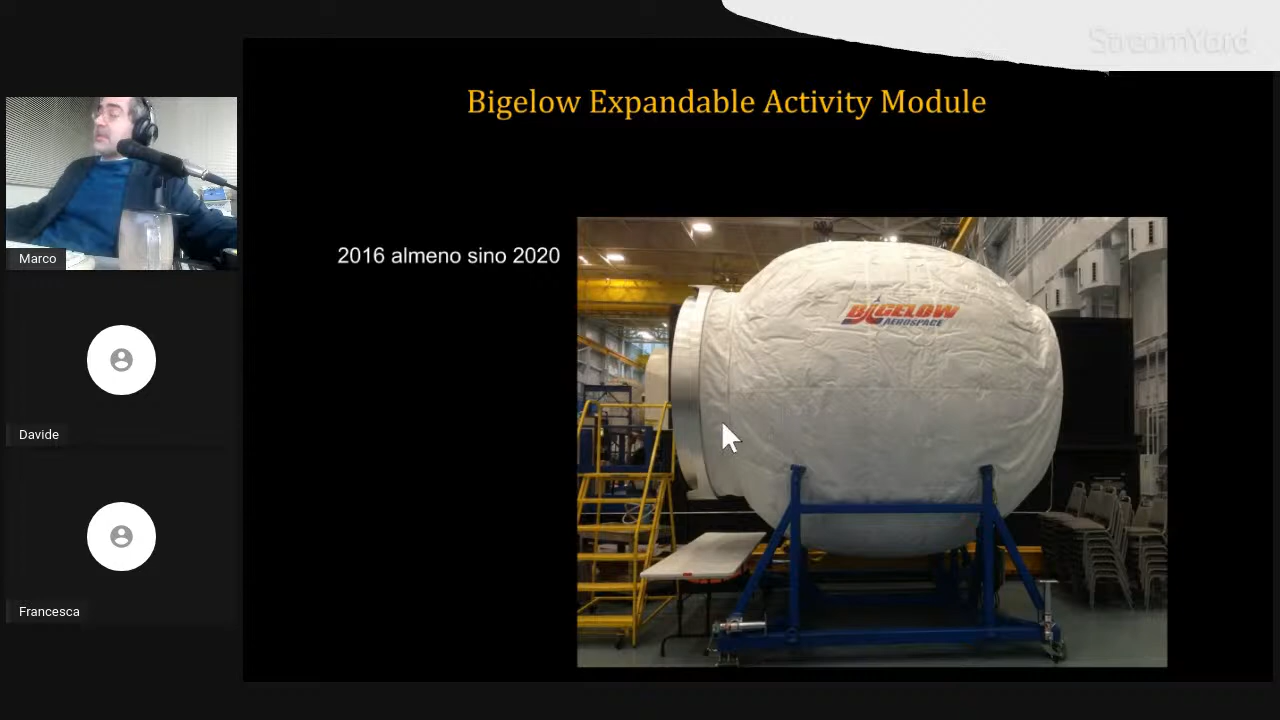 StreamYard
Bigelow Expandable Activity Module
2016 almeno sino 2020
BIGELOW
AEROSPACE
Marco
Davide
Francesca